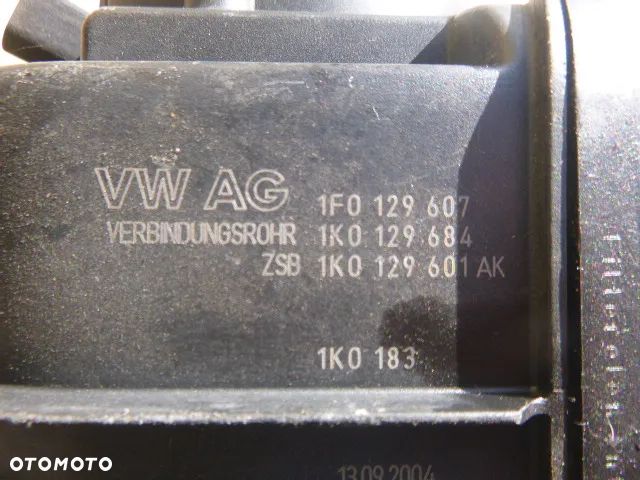 VW AG 1F0 129 607
VERBINDUNGSROHR 1K0 129 684
ZSB 1K0 129 601 AK
1K0 183
13.09.2004
OTOMOTO